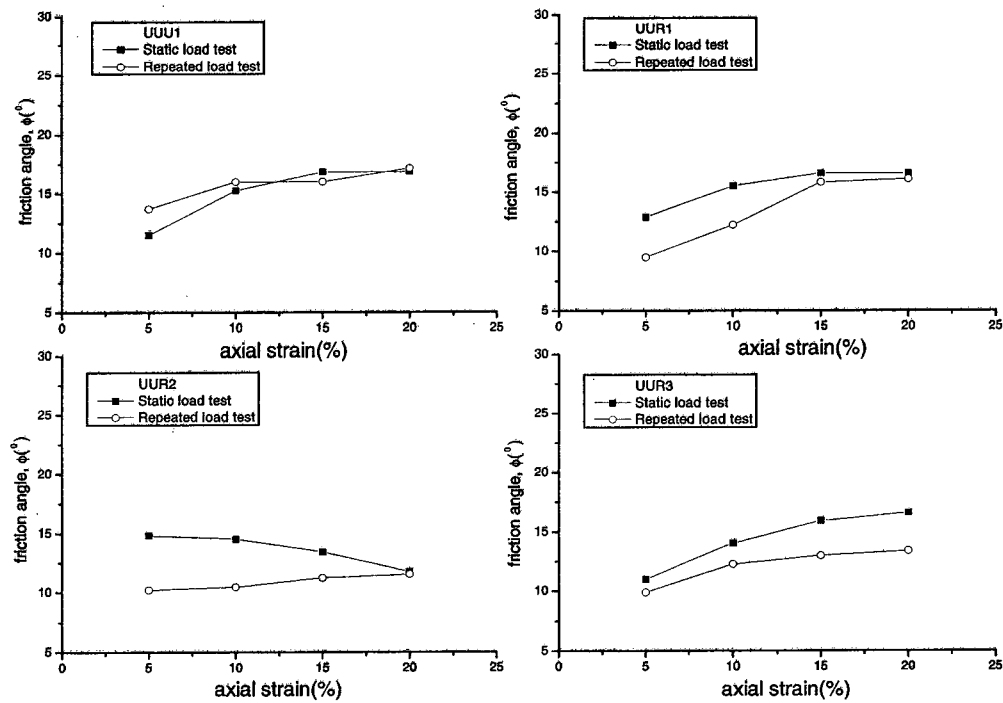 UUU1
Static load test
Repeated load test
30
25
20
15
10
5
friction angle, ϕ(°)
0 5 10 15 20 25
axial strain(%)
UUR1
Static load test
Repeated load test
30
25
20
15
10
5
friction angle, ϕ(°)
0 5 10 15 20 25
axial strain(%)
UUR2
Static load test
Repeated load test
30
25
20
15
10
5
friction angle, ϕ(°)
0 5 10 15 20 25
axial strain(%)
UUR3
Static load test
Repeated load test
30
25
20
15
10
5
friction angle, ϕ(°)
0 5 10 15 20 25
axial strain(%)